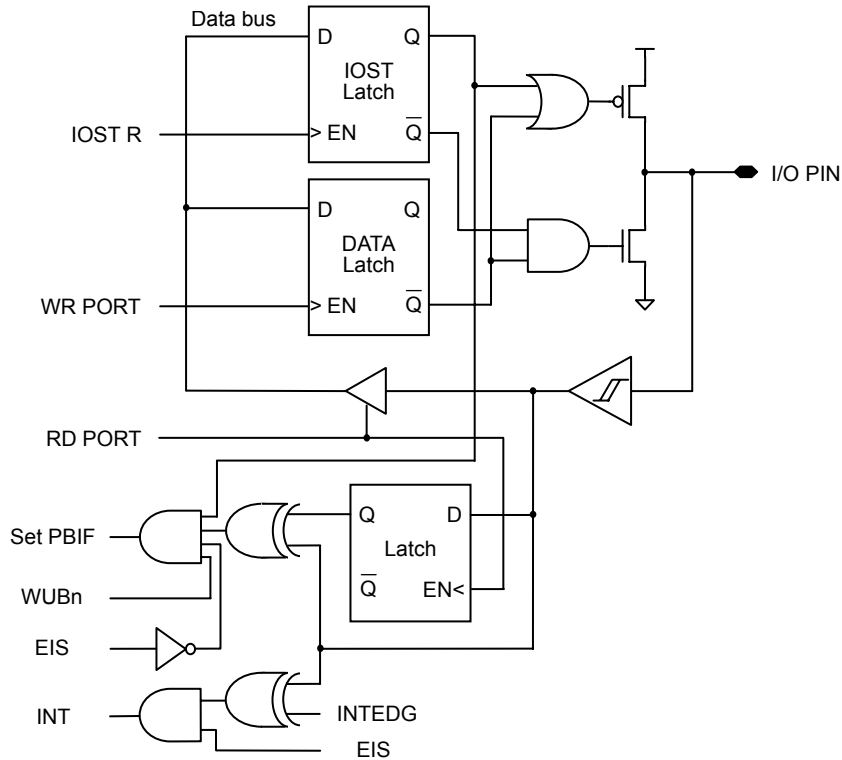 Data bus
D Q
IOST
Latch
IOST R
> EN Q
I/O PIN
D Q
DATA
Latch
WR PORT
> EN Q
RD PORT
Q D
Set PBIF
Latch
Q EN<
WUBn
EIS
INT
INTEDG
EIS